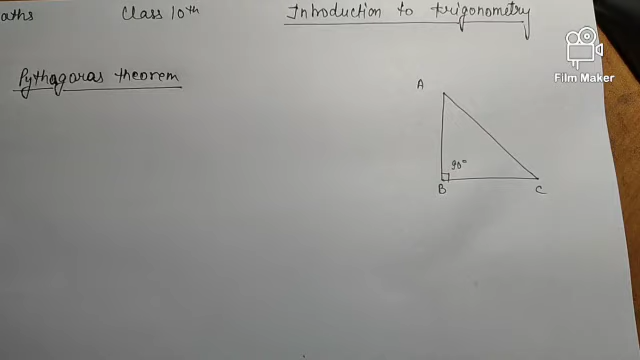 aths Class 10th Introduction to trigonometry
Film Maker
Pythagoras theorem
A
90°
B C